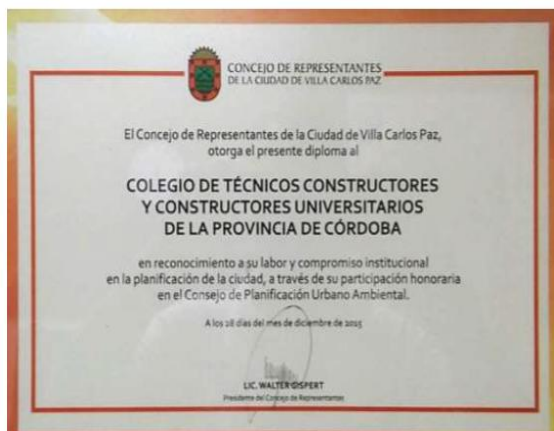 CONCEJO DE REPRESENTANTES
DE LA CIUDAD DE VILLA CARLOS PAZ
El Concejo de Representantes de la Ciudad de Villa Carlos Paz,
otorga el presente diploma al
COLEGIO DE TÉCNICOS CONSTRUCTORES
Y CONSTRUCTORES UNIVERSITARIOS
DE LA PROVINCIA DE CÓRDOBA
en reconocimiento a su labor y compromiso institucional
en la planificación de la ciudad, a través de su participación honoraria
en el Consejo de Planificación Urbano Ambiental.
A los 28 días del mes de diciembre de 2015
LIC. WALTER GISPERT
Presidente del Concejo de Representantes